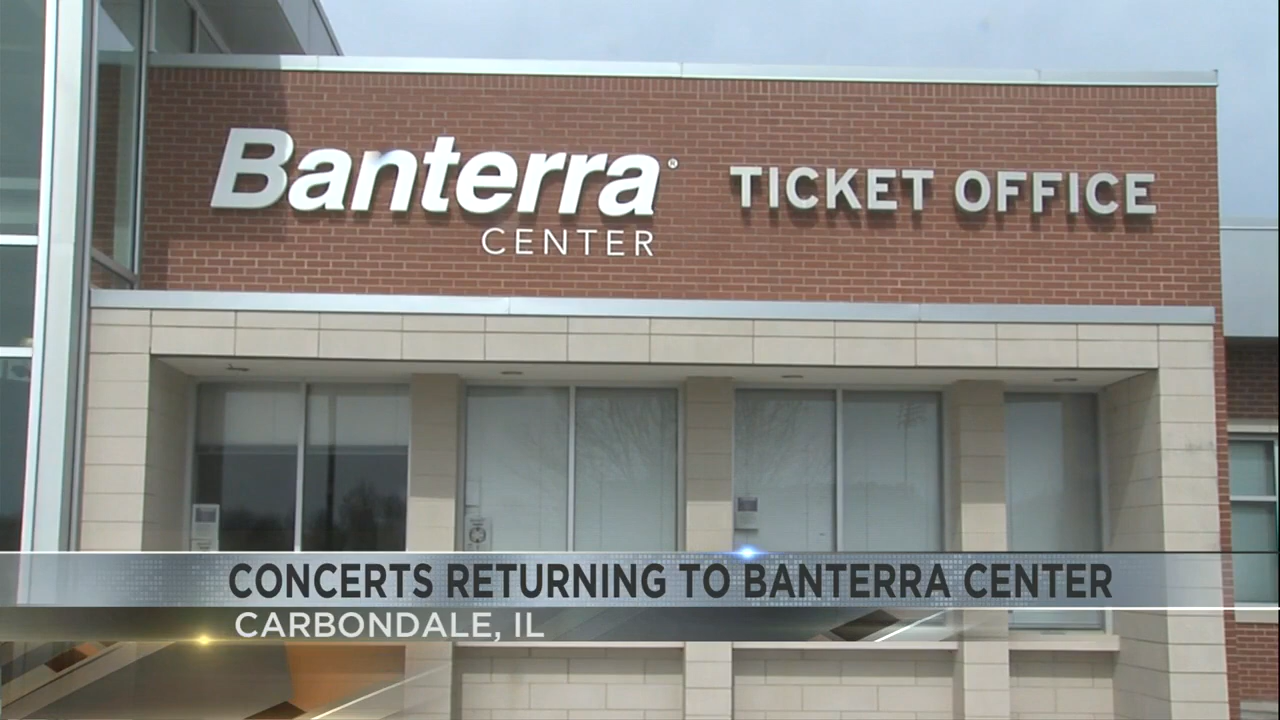 Banterra® TICKET OFFICE
CENTER
CONCERTS RETURNING TO BANTERRA CENTER
CARBONDALE, IL